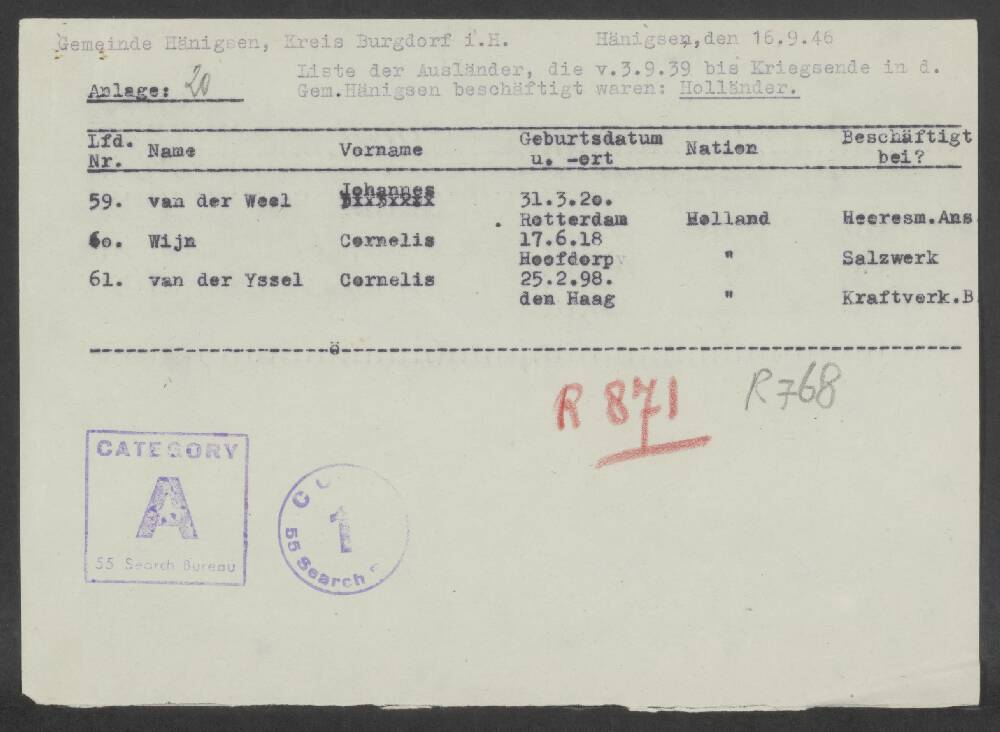 Gemeinde Hänigsen, Kreis Burgdorf i.H. Hänigsen,den 16.9.46
Anlage: 20 Liste der Ausländer, die v.3.9.39 bis Kriegsende in d.
Gem.Hänigsen beschäftigt waren: Holländer.
Lfd. Nr. Name Vorname Geburtsdatum u. -ert Nation Beschäftigt bei?
59. van der Weel Johannes 31.3.2o.
Rotterdam Holland Heeresm.Ans
6o. Wijn Cornelis 17.6.18
Hoofdorp " Salzwerk
61. van der Yssel Cornelis 25.2.98.
den Haag " Kraftverk.B
R 871 R768
CATEGORY
A
55 Search Bureau
1
55 Search